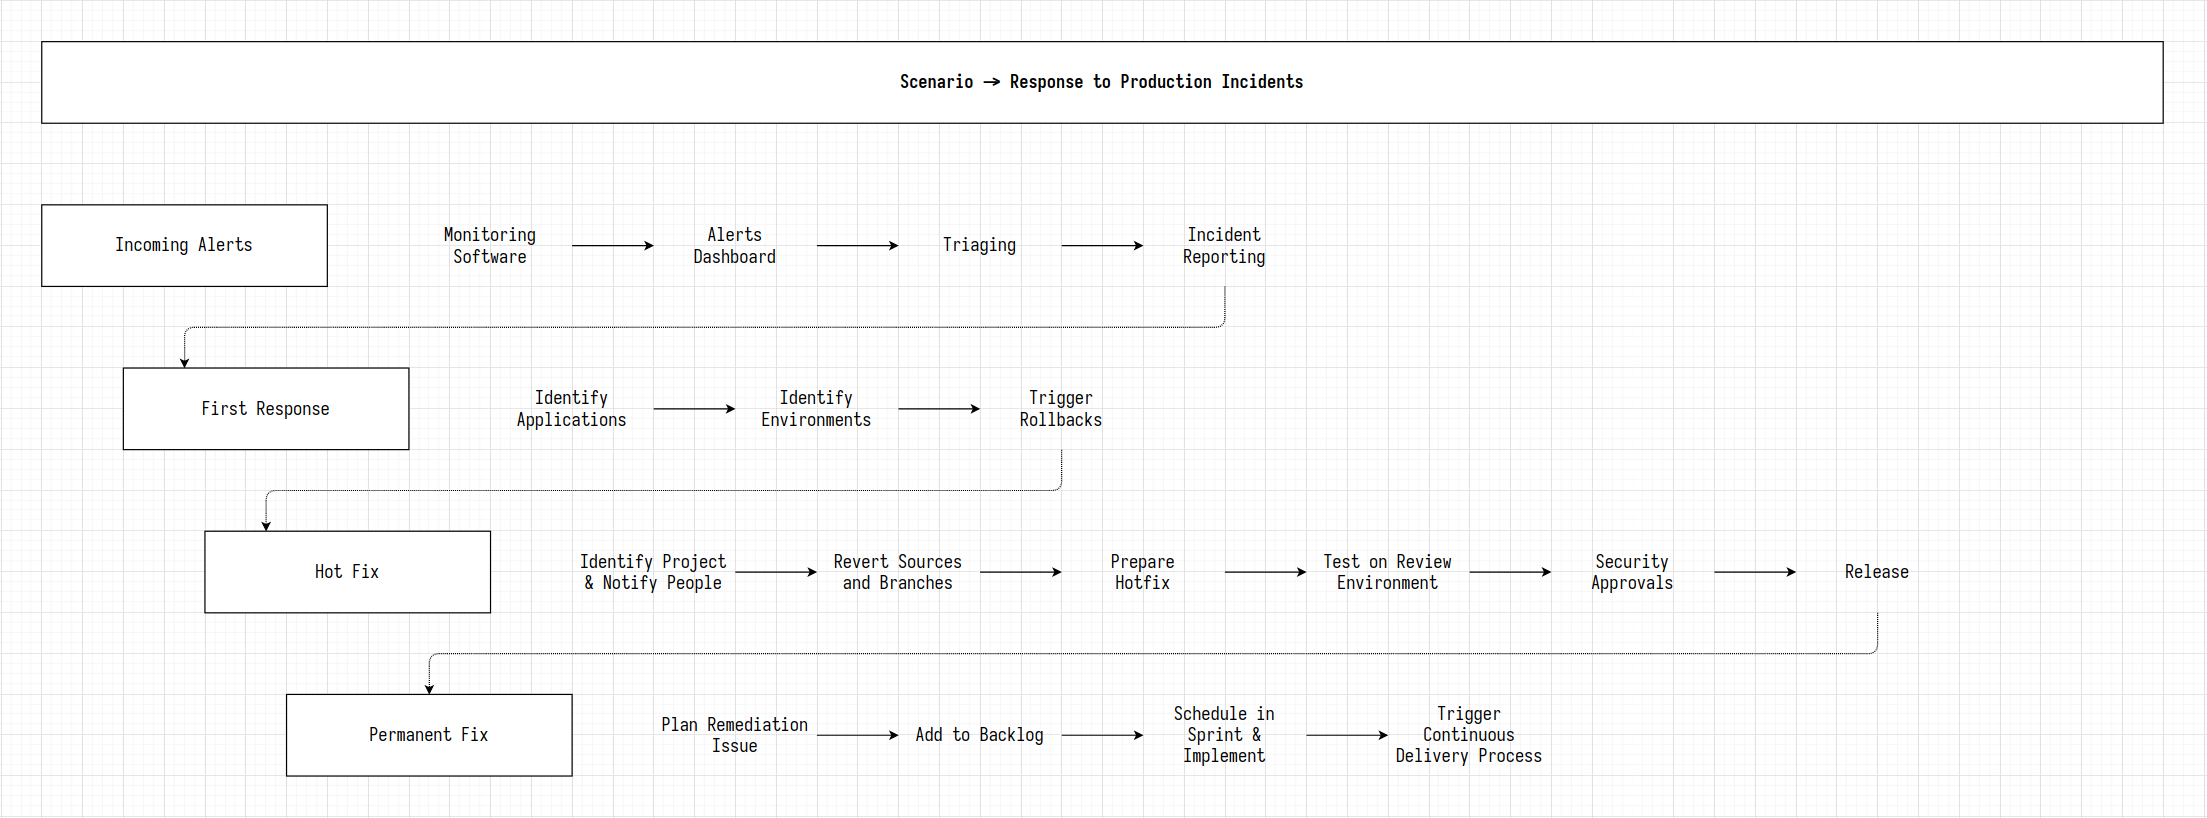 Scenario → Response to Production Incidents
Incoming Alerts
Monitoring
Software
Alerts
Dashboard
Triaging
Incident
Reporting
First Response
Identify
Applications
Identify
Environments
Trigger
Rollbacks
Hot Fix
Identify Project
& Notify People
Revert Sources
and Branches
Prepare
Hotfix
Test on Review
Environment
Security
Approvals
Release
Permanent Fix
Plan Remediation
Issue
Add to Backlog
Schedule in
Sprint &
Implement
Trigger
Continuous
Delivery Process